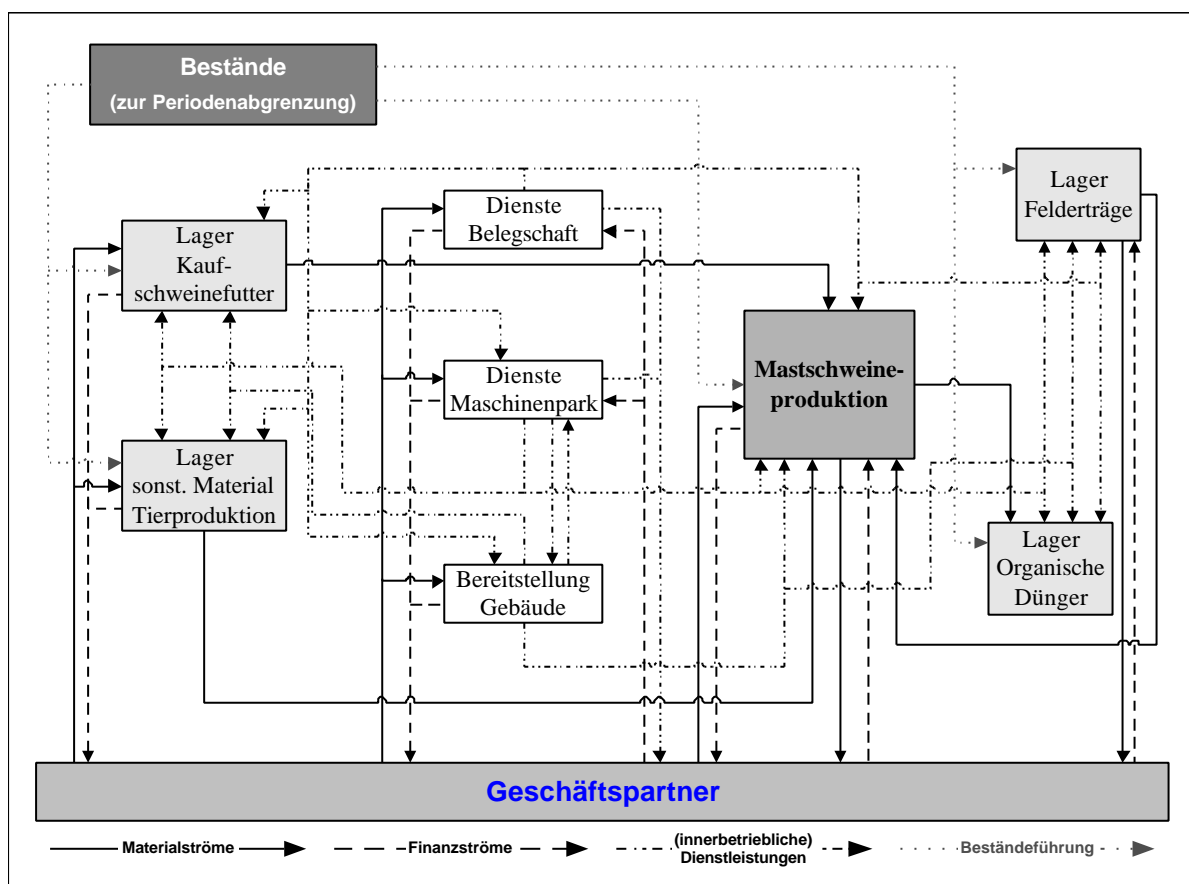 Bestände
(zur Periodenabgrenzung)
Lager
Felderträge
Dienste
Belegschaft
Lager
Kauf-
schweinefutter
Dienste
Maschinenpark
Mastschweine-
produktion
Lager
sonst. Material
Tierproduktion
Lager
Organische
Dünger
Bereitstellung
Gebäude
Geschäftspartner
Materialströme
Finanzströme
(innerbetriebliche)
Dienstleistungen
Beständeführung